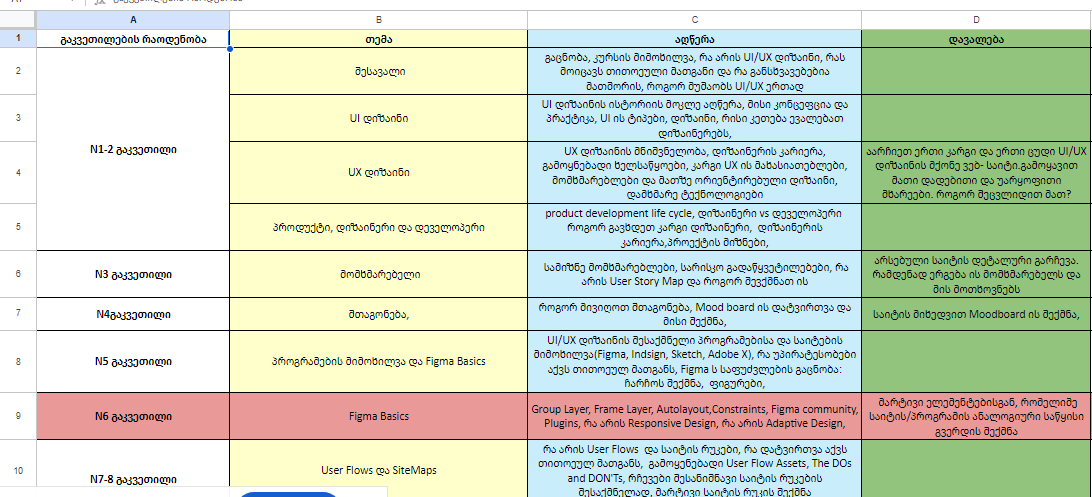 A B C D
1 გაკვეთილების რაოდენობა თემა აღწერა დავალება
2 შესავალი გაცნობა, კურსის მიმოხილვა, რა არის UI/UX დიზაინი, რას
მოიცავს თითოეული მათგანი და რა განსხვავებებია
მათშორის, როგორ მუშაობს UI/UX ერთად
3 UI დიზაინი UI დიზაინის ისტორიის მოკლე აღწერა, მისი კონცეფცია და
პრაქტიკა, UI ის ტიპები, დიზაინი, რისი კეთება ევალებათ
დიზაინერებს,
N1-2 გაკვეთილი
4 UX დიზაინი UX დიზაინის მნიშვნელობა, დიზაინერის კარიერა,
გამოყენებადი ხელსაწყოები, კარგი UX ის მახასიათებლები,
მომხმარებლები და მათზე ორიენტირებული დიზაინი,
დამხმარე ტექნოლოგიები
აარჩიეთ ერთი კარგი და ერთი ცუდი UI/UX
დიზაინის მქონე ვებ- საიტი.გამოყავით
მათი დადებითი და უარყოფითი
მხარეები. როგორ შეცვლიდით მათ?
5 პროდუქტი, დიზაინერი და დეველოპერი product development life cycle, დიზაინერი vs დეველოპერი
როგორ გავხდეთ კარგი დიზაინერი, დიზაინერის
კარიერა,პროექტის მიზნები,
6 N3 გაკვეთილი მომხმარებელი სამიზნე მომხმარებლები, სარისკო გადაწყვეტილებები, რა
არის User Story Map და როგორ შევქმნათ ის
არსებული საიტის დეტალური გარჩევა.
რამდენად ერგება ის მომხმარებელს და
მის მოთხოვნებს
7 N4გაკვეთილი შთაგონება, როგორ მივიღოთ შთაგონება, Mood board ის დატვირთვა და
მისი შექმნა,
საიტის მიხედვით Moodboard ის შექმნა,
8 N5 გაკვეთილი პროგრამების მიმოხილვა და Figma Basics UI/UX დიზაინის შესაქმნელი პროგრამებისა და საიტების
მიმოხილვა(Figma, Indsign, Sketch, Adobe X), რა უპირატესობები
აქვს თითოეულ მათგანს, Figma ს საფუძვლების გაცნობა:
ჩარჩოს შექმნა, ფიგურები,
9 N6 გაკვეთილი Figma Basics Group Layer, Frame Layer, Autolayout,Constraints, Figma community,
Plugins, რა არის Responsive Design, რა არის Adaptive Design,
მარტივი ელემენტებისგან, რომელიმე
საიტის/პროგრამის ანალოგიური საწყისი
გვერდის შექმნა
10 N7-8 გაკვეთილი User Flows და SiteMaps რა არის User Flows და საიტის რუკები, რა დატვირთვა აქვს
თითოეულ მათგანს, გამოყენებადი User Flow Assets, The DOs
and DON'Ts, რჩევები შესანიშნავი საიტის რუკების
შესაქმნელად, მარტივი საიტის რუკის შექმნა